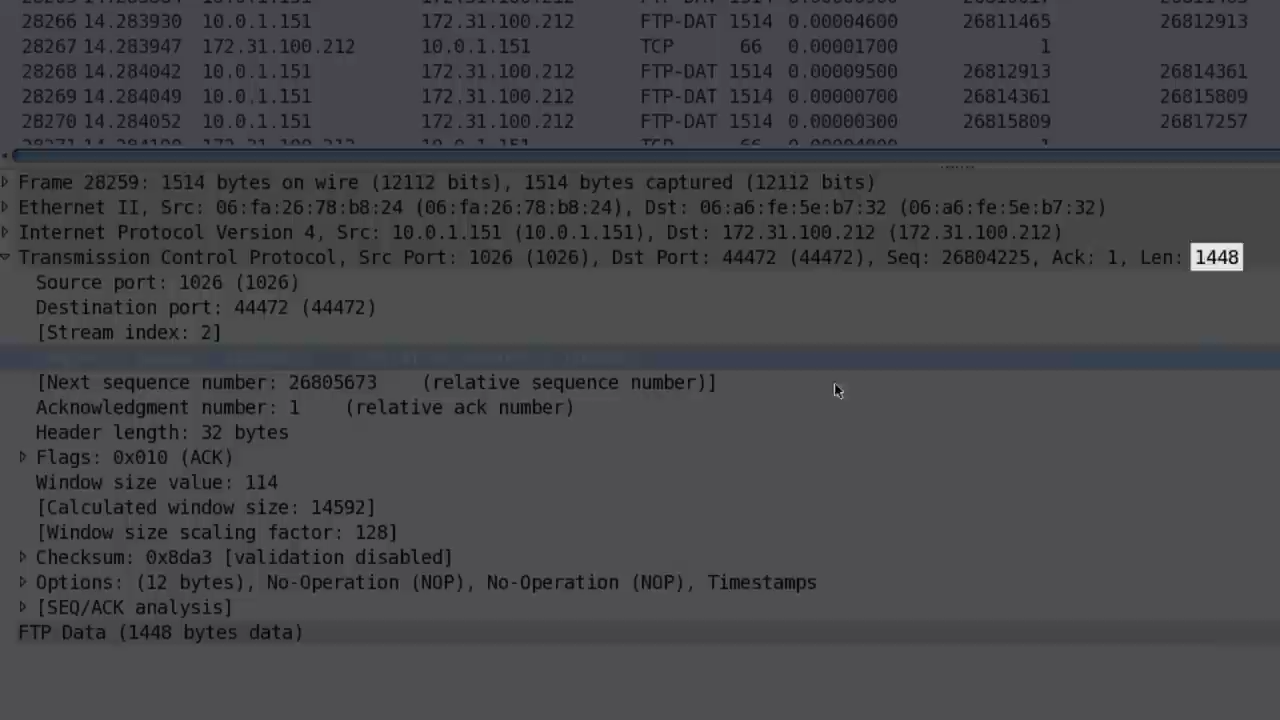 28266 14.283930 10.0.1.151 172.31.100.212 FTP-DAT 1514 0.00004600 26811465 26812913
28267 14.283947 172.31.100.212 10.0.1.151 TCP 66 0.00001700 1
28268 14.284042 10.0.1.151 172.31.100.212 FTP-DAT 1514 0.00009500 26812913 26814361
28269 14.284049 10.0.1.151 172.31.100.212 FTP-DAT 1514 0.00000700 26814361 26815809
28270 14.284052 10.0.1.151 172.31.100.212 FTP-DAT 1514 0.00000300 26815809 26817257
Frame 28259: 1514 bytes on wire (12112 bits), 1514 bytes captured (12112 bits)
Ethernet II, Src: 06:fa:26:78:b8:24 (06:fa:26:78:b8:24), Dst: 06:a6:fe:5e:b7:32 (06:a6:fe:5e:b7:32)
Internet Protocol Version 4, Src: 10.0.1.151 (10.0.1.151), Dst: 172.31.100.212 (172.31.100.212)
Transmission Control Protocol, Src Port: 1026 (1026), Dst Port: 44472 (44472), Seq: 26804225, Ack: 1, Len: 1448
Source port: 1026 (1026)
Destination port: 44472 (44472)
[Stream index: 2]
[Next sequence number: 26805673 (relative sequence number)]
Acknowledgment number: 1 (relative ack number)
Header length: 32 bytes
Flags: 0x010 (ACK)
Window size value: 114
[Calculated window size: 14592]
[Window size scaling factor: 128]
Checksum: 0x8da3 [validation disabled]
Options: (12 bytes), No-Operation (NOP), No-Operation (NOP), Timestamps
[SEQ/ACK analysis]
FTP Data (1448 bytes data)